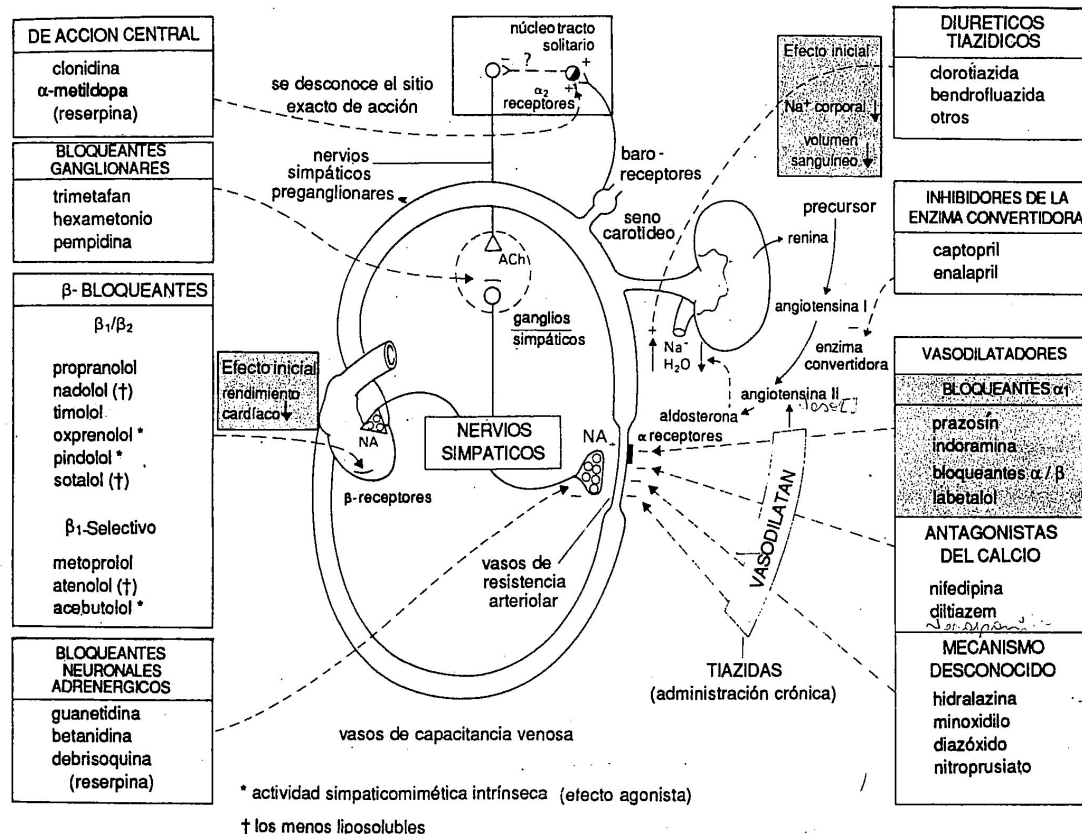 DE ACCION CENTRAL
clonidina
α-metildopa
(reserpina)
BLOQUEANTES
GANGLIONARES
trimetafan
hexametonio
pempidina
β- BLOQUEANTES
β₁/β₂
propranolol
nadolol (†)
timolol
oxprenolol *
pindolol *
sotalol (†)
β₁-Selectivo
metoprolol
atenolol (†)
acebutolol *
BLOQUEANTES
NEURONALES
ADRENERGICOS
guanetidina
betanidina
debrisoquina
(reserpina)
núcleo tracto
solitario
- ? +
+
α₂
receptores
se desconoce el sitio
exacto de acción
nervios
simpáticos
preganglionares
baro-
receptores
seno
carotídeo
ACh
-
ganglios
simpáticos
Efecto inicial
rendimiento
cardíaco
NA
β-receptores
NERVIOS
SIMPATICOS
NA
α receptores
vasos de
resistencia
arteriolar
vasos de capacitancia venosa
Efecto inicial
Na⁺ corporal
volumen
sanguíneo
precursor
renina
angiotensina I
-
enzima
convertidora
angiotensina II
aldosterona
+
Na⁻
H₂O
VASODILATAN
TIAZIDAS
(administración crónica)
DIURETICOS
TIAZIDICOS
clorotiazida
bendrofluazida
otros
INHIBIDORES DE LA
ENZIMA CONVERTIDORA
captopril
enalapril
VASODILATADORES
BLOQUEANTES α1
prazosín
indoramina
bloqueantes α / β
labetalol
ANTAGONISTAS
DEL CALCIO
nifedipina
diltiazem
MECANISMO
DESCONOCIDO
hidralazina
minoxidilo
diazóxido
nitroprusiato
* actividad simpaticomimética intrínseca (efecto agonista)
† los menos liposolubles